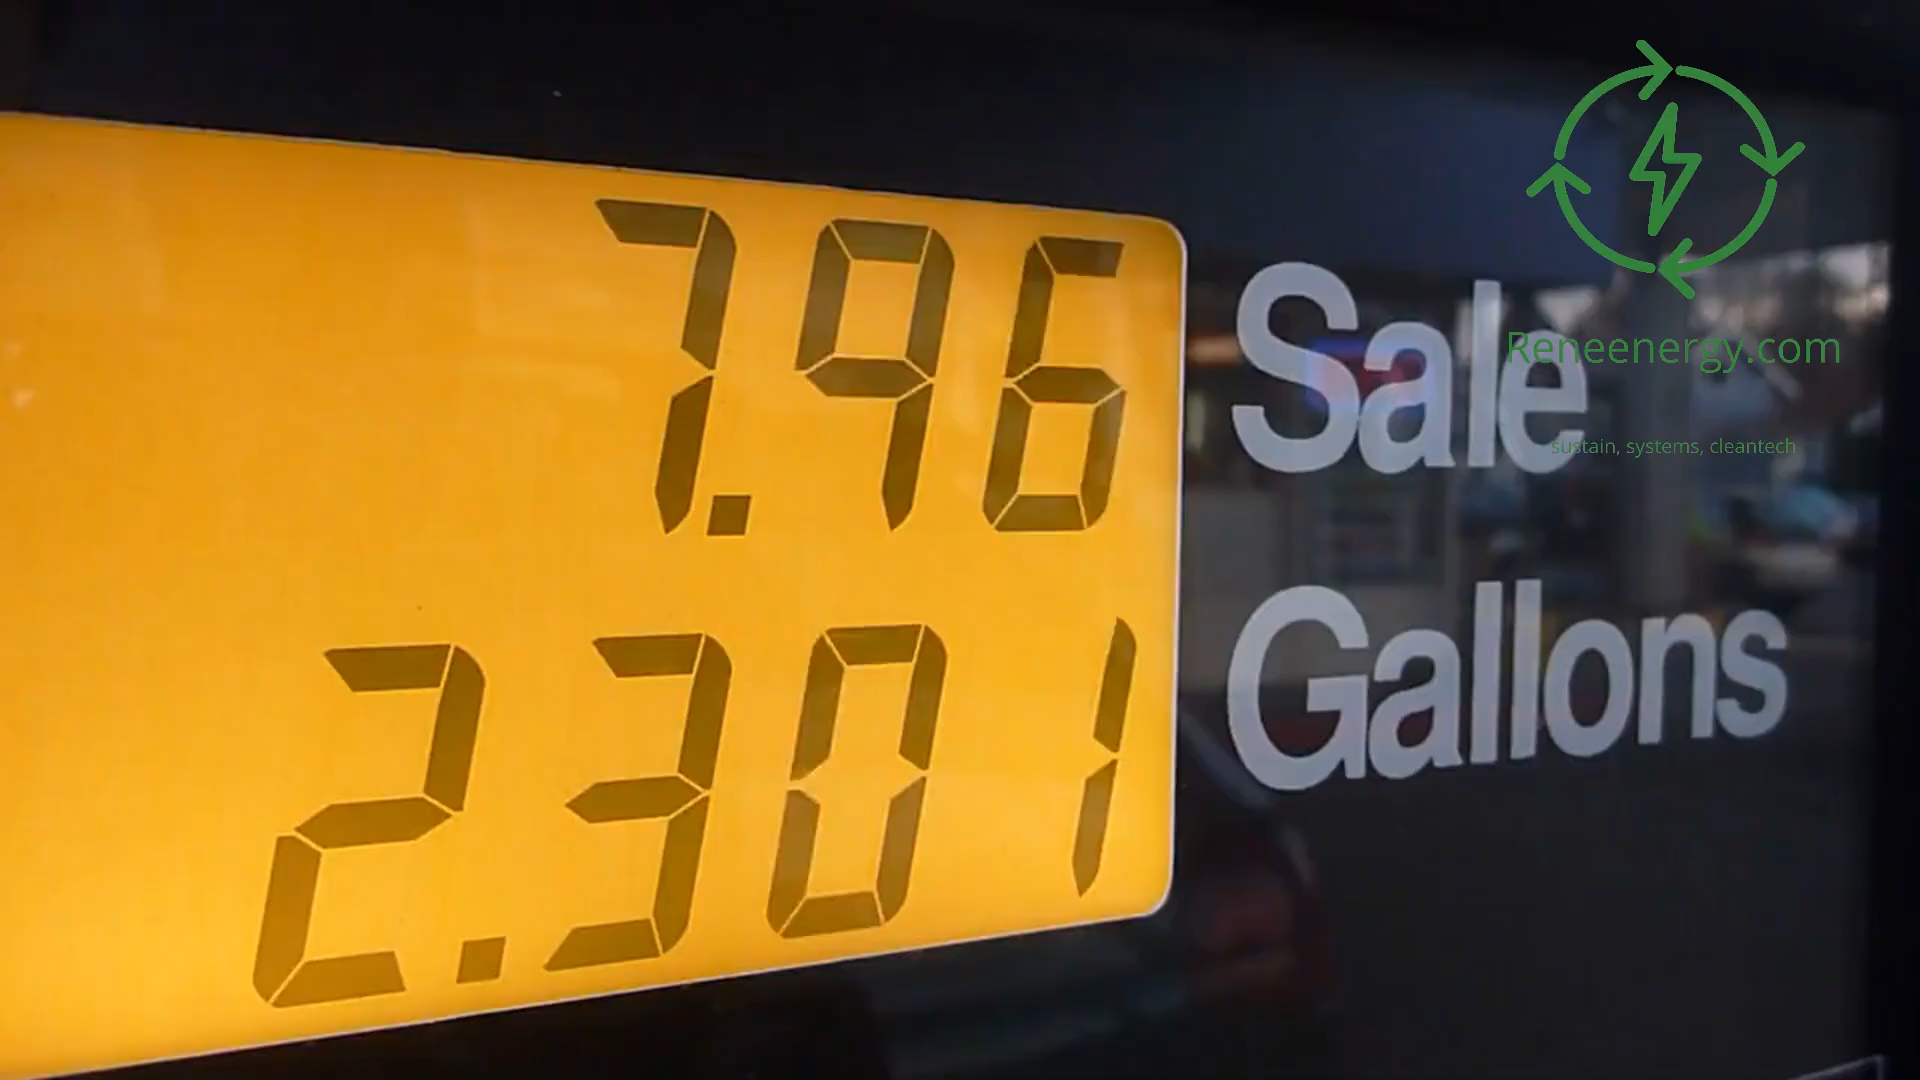 7.96 Sale
2.301 Gallons
Reneenergy.com
sustain, systems, cleantech